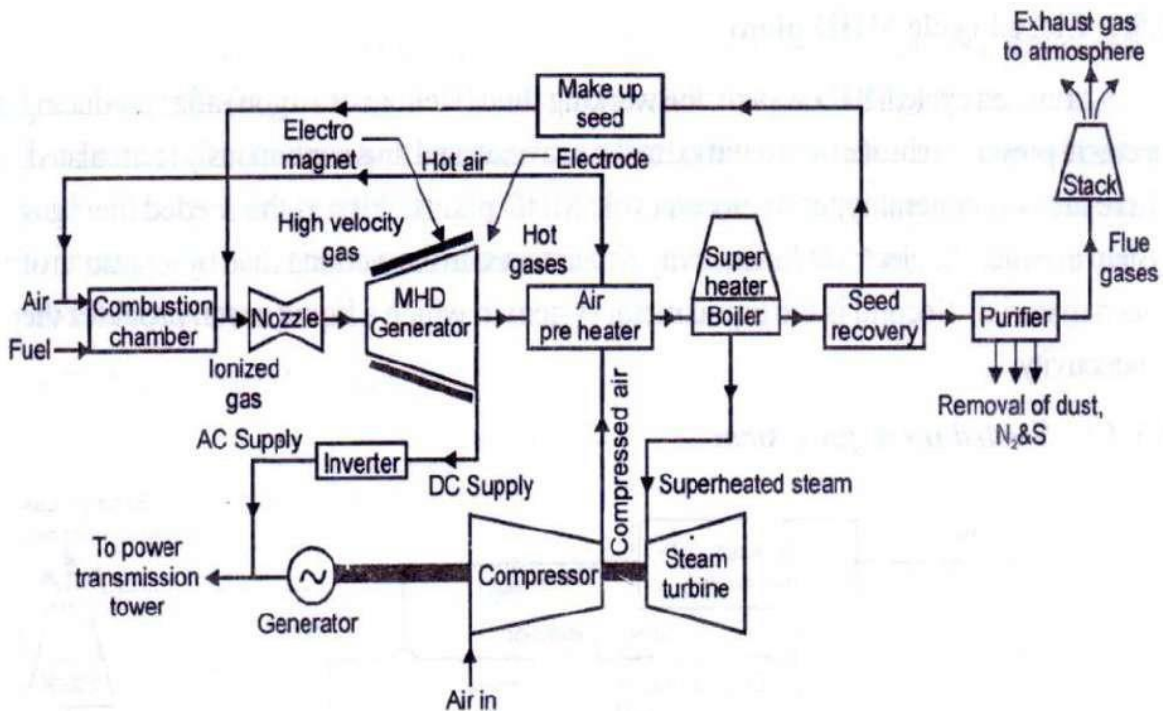 Exhaust gas
to atmosphere
Make up
seed
Electro
magnet
Hot air
Electrode
Stack
High velocity
gas
Hot
gases
Super
heater
Flue
gases
Air
Fuel
Combustion
chamber
Nozzle
MHD
Generator
Air
pre heater
Boiler
Seed
recovery
Purifier
Ionized
gas
Removal of dust,
N₂&S
AC Supply
Inverter
DC Supply
Compressed air
Superheated steam
To power
transmission
tower
Generator
Compressor
Steam
turbine
Air in